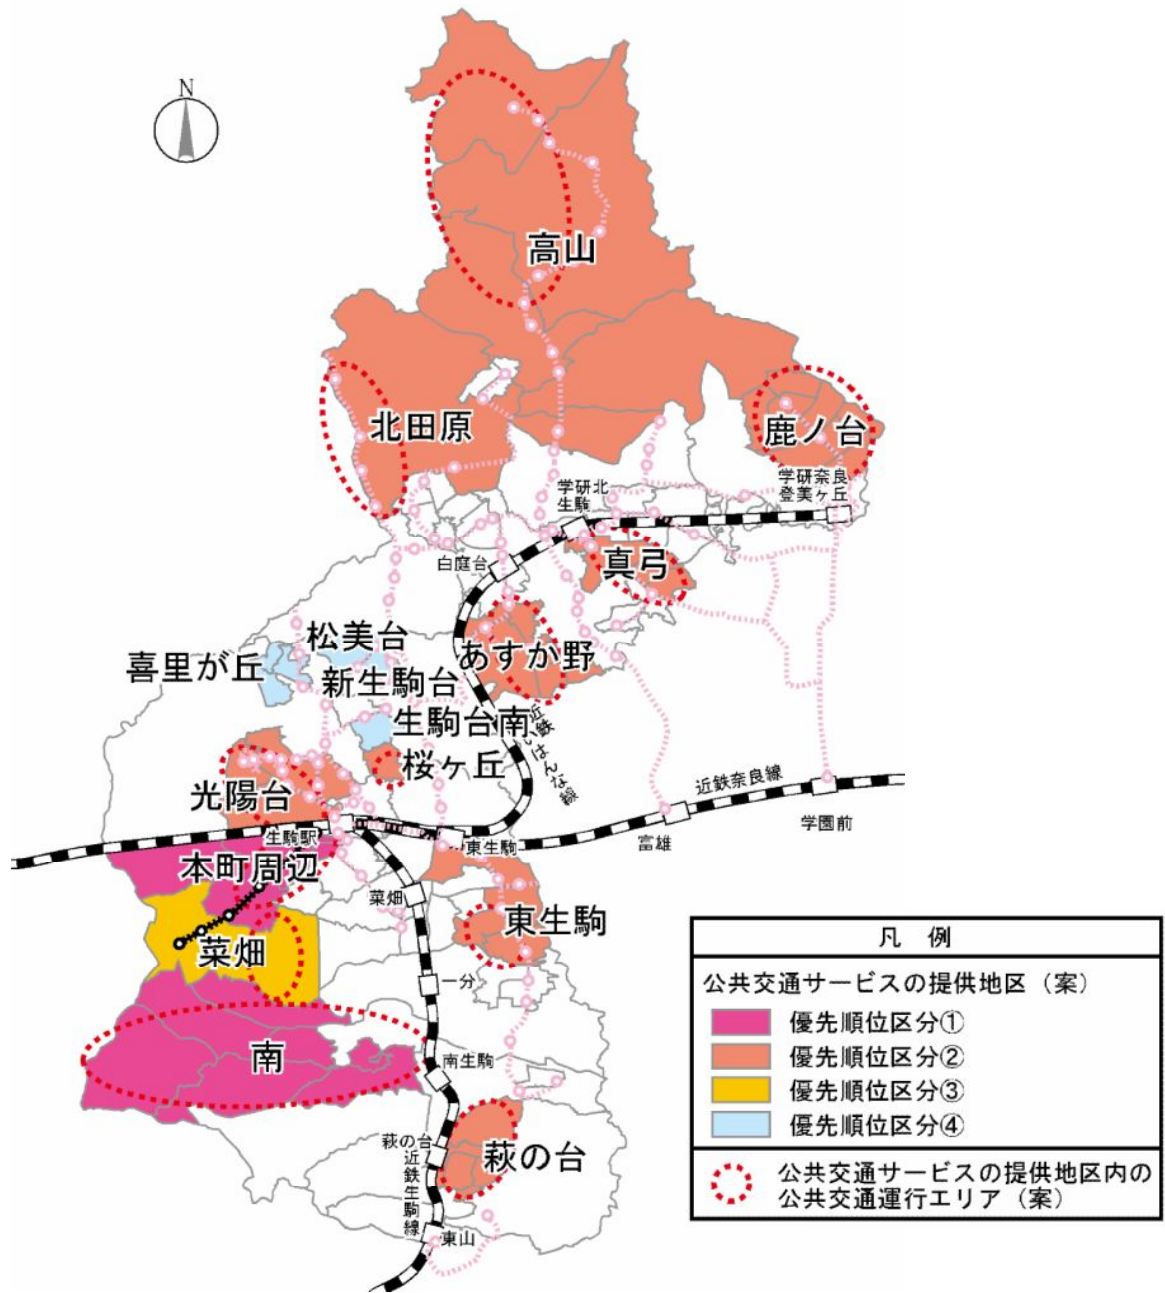 N
高山
北田原
鹿ノ台
学研奈良
登美ヶ丘
学研北
生駒
白庭台
真弓
あすか野
松美台
喜里が丘
新生駒台
生駒台南
桜ヶ丘
近鉄けいはんな線
近鉄奈良線
光陽台
生駒駅
東生駒
富雄
学園前
本町周辺
菜畑
東生駒
菜畑
一分
南
南生駒
萩の台
萩の台
近鉄生駒線
東山
凡 例
公共交通サービスの提供地区（案）
優先順位区分①
優先順位区分②
優先順位区分③
優先順位区分④
公共交通サービスの提供地区内の
公共交通運行エリア（案）